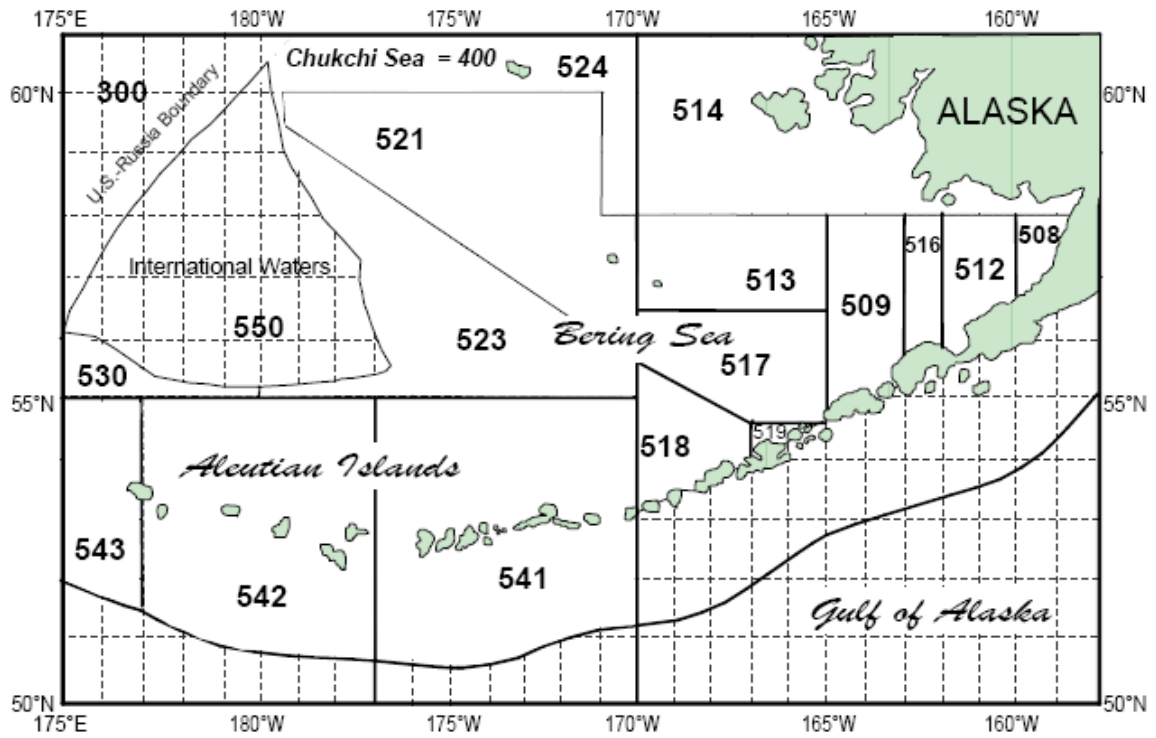 175°E 180°W 175°W 170°W 165°W 160°W
Chukchi Sea = 400
524
300
60°N
60°N
U.S.-Russia Boundary
514
ALASKA
521
508
516
International Waters
512
513
509
550
523
Bering Sea
517
530
55°N
55°N
519
518
Aleutian Islands
543
541
542
Gulf of Alaska
50°N
50°N
175°E 180°W 175°W 170°W 165°W 160°W